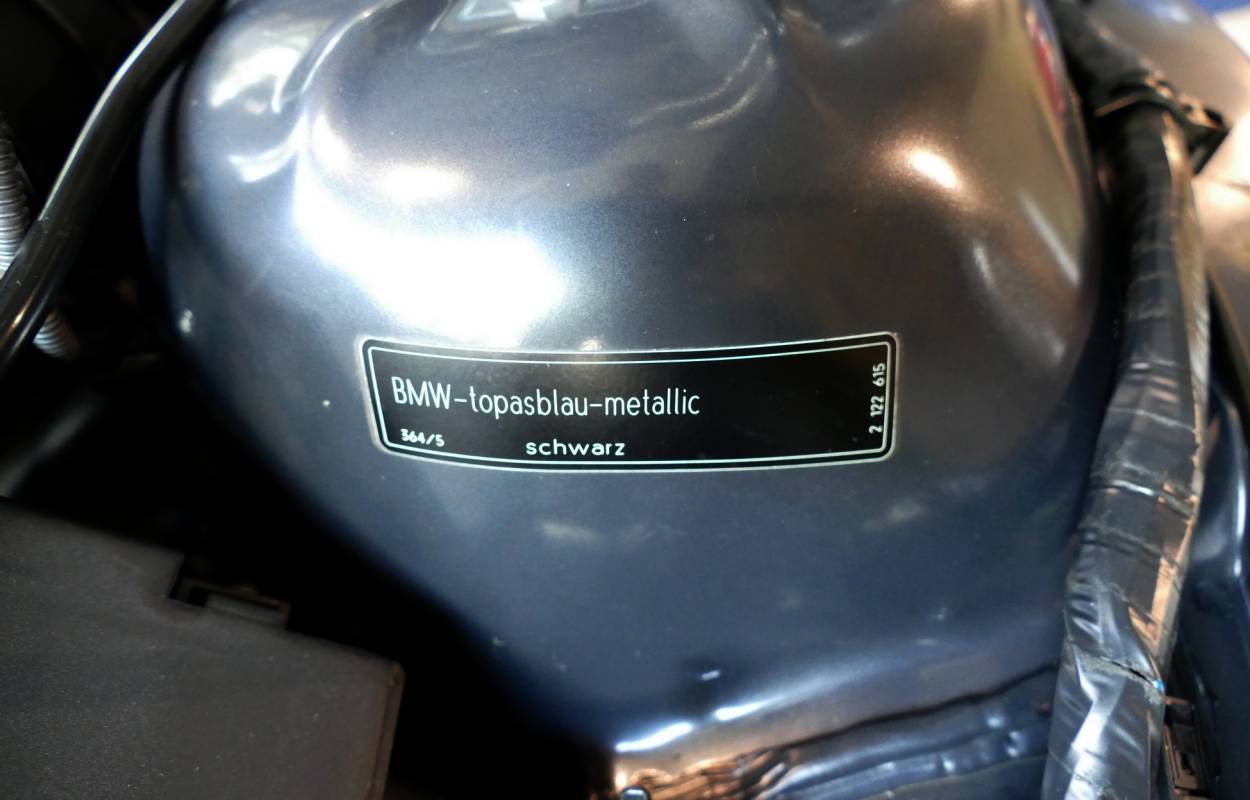 BMW-topasblau-metallic
364/5
schwarz
2 122 615